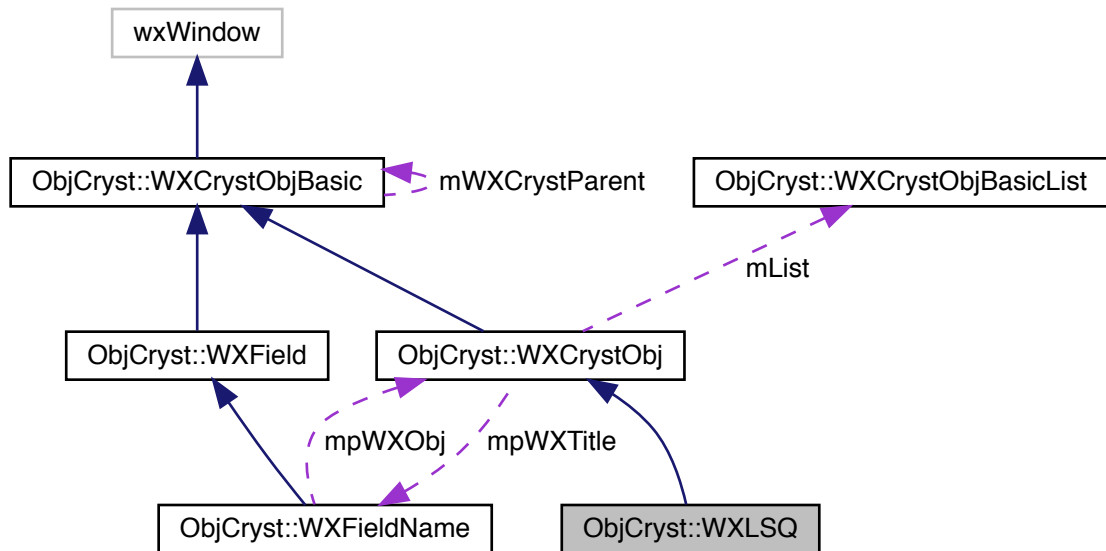 wxWindow
ObjCryst::WXCrystObjBasic
mWXCrystParent
ObjCryst::WXCrystObjBasicList
mList
ObjCryst::WXField
ObjCryst::WXCrystObj
mpWXObj
mpWXTitle
ObjCryst::WXFieldName
ObjCryst::WXLSQ